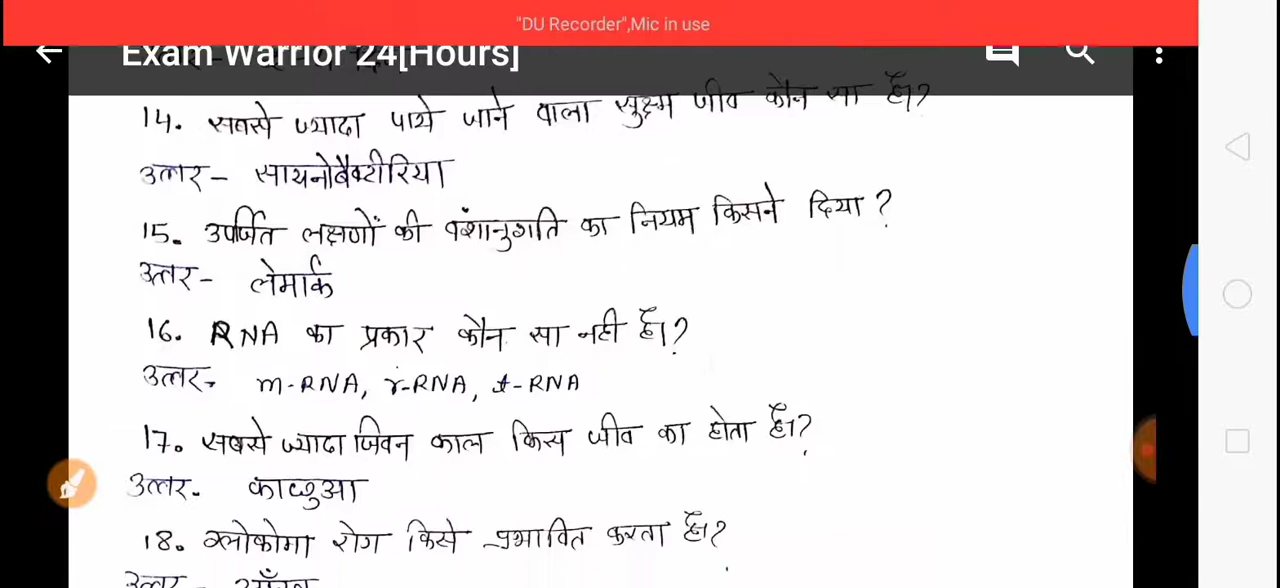 "DU Recorder",Mic in use
Exam Warrior 24[Hours]
14. सबसे ज्यादा पाये जाने वाला सुक्ष्म जीव कौन सा है।?
उत्तर- सायनोबैक्टीरिया
15. उपर्जित लक्षणों की वंशानुगति का नियम किसने दिया ?
उत्तर- लेमार्क
16. RNA का प्रकार कौन सा नही है।?
उत्तर- m-RNA, r-RNA, t-RNA
17. सबसे ज्यादा जिवन काल किस जीव का होता है।?
उत्तर- काछुआ
18. ग्लोकोमा रोग किसे प्रभावित करता है।?
उत्तर- आँख